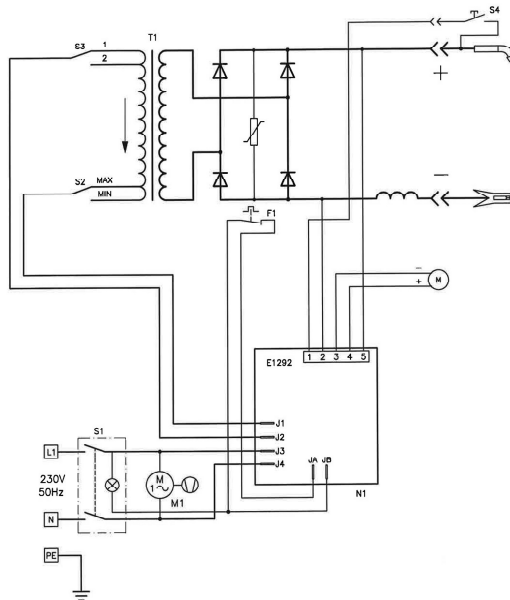 S4
T1
S3 1
2
+
S2 MAX
MIN
−
F1
−
+ M
1 2 3 4 5
E1292
J1
J2
S1
L1 J3
M J4 JA JB
230V 1~
50Hz M1 N1
N
PE